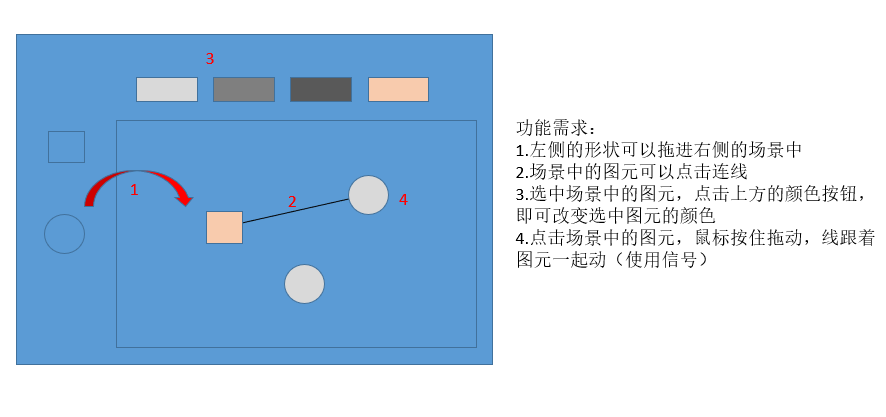 3
1
2
4
功能需求：
1.左侧的形状可以拖进右侧的场景中
2.场景中的图元可以点击连线
3.选中场景中的图元，点击上方的颜色按钮，
即可改变选中图元的颜色
4.点击场景中的图元，鼠标按住拖动，线跟着
图元一起动（使用信号）